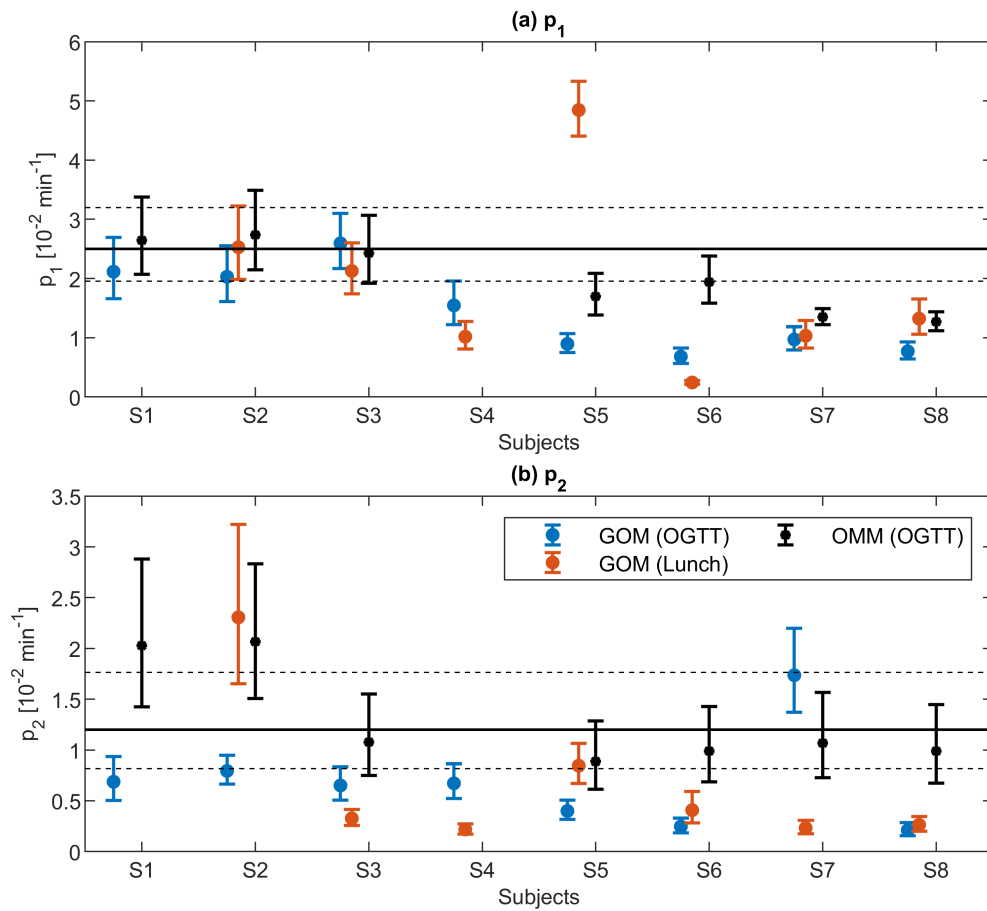 (a) p1
6
5
4
3
2
1
0
p1 [10-2 min-1]
S1 S2 S3 S4 S5 S6 S7 S8
Subjects
(b) p2
3.5
3
2.5
2
1.5
1
0.5
0
p2 [10-2 min-1]
GOM (OGTT) OMM (OGTT)
GOM (Lunch)
S1 S2 S3 S4 S5 S6 S7 S8
Subjects